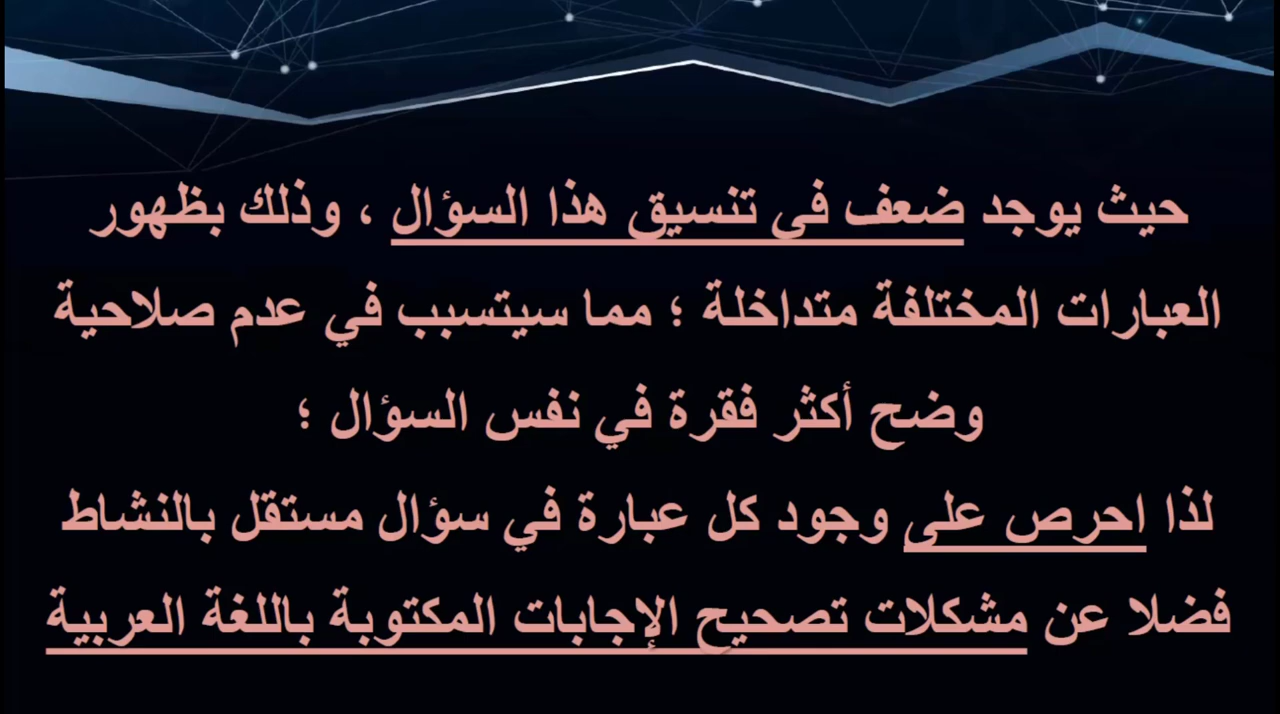 حيث يوجد ضعف في تنسيق هذا السؤال ، وذلك بظهور
العبارات المختلفة متداخلة ؛ مما سيتسبب في عدم صلاحية
وضح أكثر فقرة في نفس السؤال ؛
لذا احرص على وجود كل عبارة في سؤال مستقل بالنشاط
فضلا عن مشكلات تصحيح الإجابات المكتوبة باللغة العربية